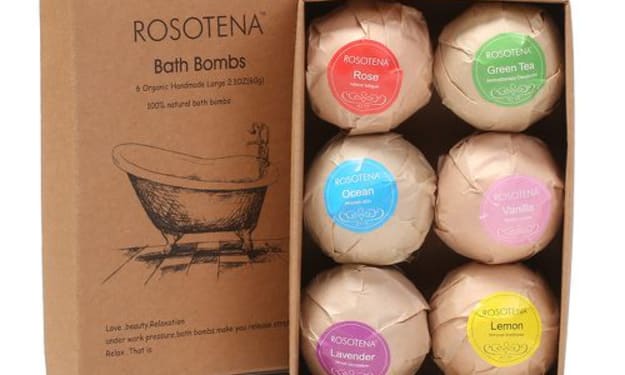 ROSOTENA™
Bath Bombs
6 Organic Handmade Large 2.1OZ(60g)
100% natural bath bombs
Love .beauty.Relaxation
under work pressure.bath bombs make you release
Relax .That is
ROSOTENA
Rose
ROSOTENA
Green Tea
ROSOTENA
Ocean
ROSOTENA
Vanilla
ROSOTENA
Lavender
ROSOTENA
Lemon